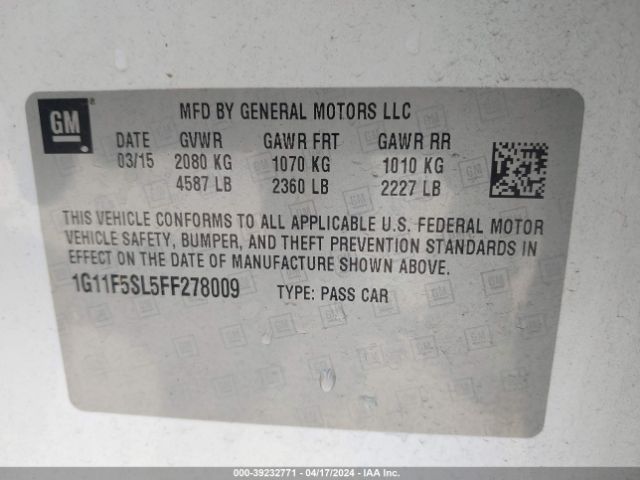 GM ®
MFD BY GENERAL MOTORS LLC
DATE GVWR GAWR FRT GAWR RR
03/15 2080 KG 1070 KG 1010 KG
4587 LB 2360 LB 2227 LB
THIS VEHICLE CONFORMS TO ALL APPLICABLE U.S. FEDERAL MOTOR
VEHICLE SAFETY, BUMPER, AND THEFT PREVENTION STANDARDS IN
EFFECT ON THE DATE OF MANUFACTURE SHOWN ABOVE.
1G11F5SL5FF278009 TYPE: PASS CAR
000-39232771 | 04/17/2024 | IAA Inc.